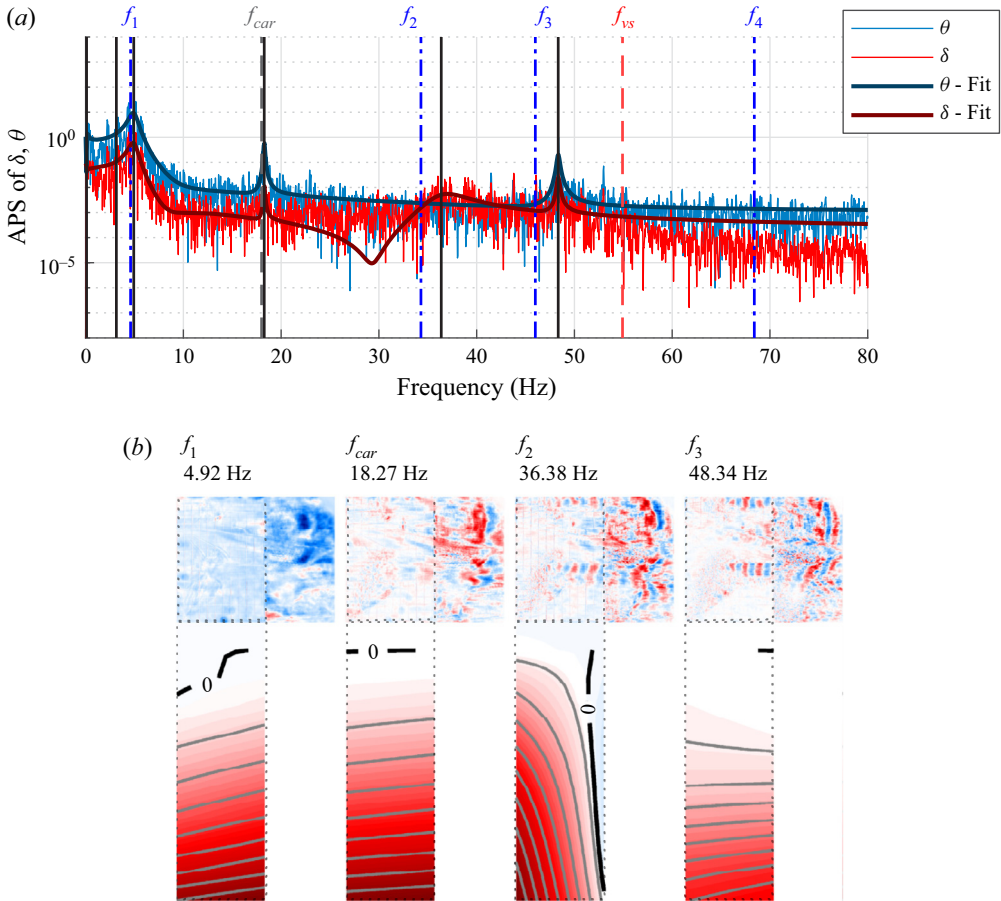 (a)
f1 fcar f2 f3 fvs f4
θ
δ
θ - Fit
δ - Fit
APS of δ, θ
10^0
10^-5
0 10 20 30 40 50 60 70 80
Frequency (Hz)
(b)
f1 fcar f2 f3
4.92 Hz 18.27 Hz 36.38 Hz 48.34 Hz
0 0 0